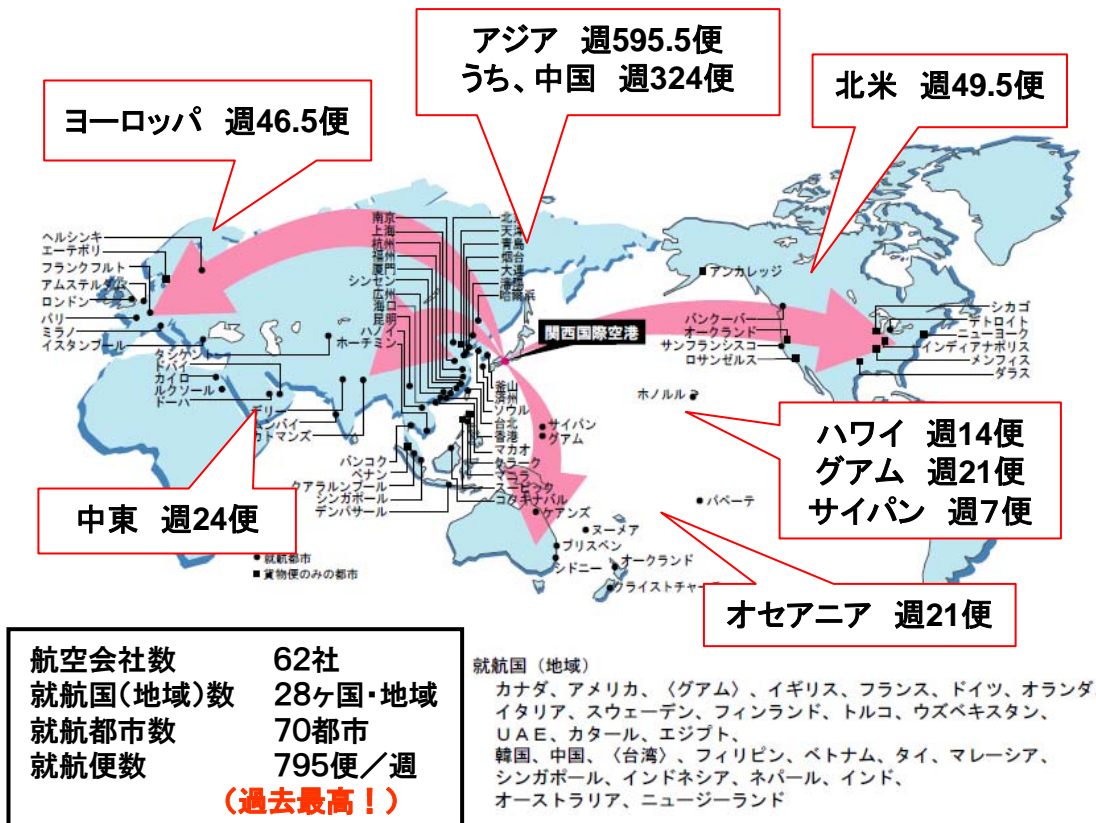 アジア 週595.5便
うち、中国 週324便
北米 週49.5便
ヨーロッパ 週46.5便
ヘルシンキ
エーテボリ
フランクフルト
アムステルダム
ロンドン
パリ
ミラノ
イスタンブール
タシケント
ドバイ
カイロ
ルクソール
ドーハ
デリー
ムンバイ
カトマンズ
南京
上海
杭州
福州
厦門
シンセン
広州
海口
昆明
ハノイ
ホーチミン
青島
烟台
関西国際空港
釜山
済州
ソウル
台北
香港
マカオ
クラーク
マニラ
スービック
コタキナバル
バンコク
ペナン
クアラルンプール
シンガポール
デンパサール
サイパン
グアム
ケアンズ
ヌーメア
ブリスベン
シドニー
オークランド
クライストチャーチ
パペーテ
ホノルル
アンカレッジ
バンクーバー
オークランド
サンフランシスコ
ロサンゼルス
シカゴ
デトロイト
ニューヨーク
インディアナポリス
メンフィス
ダラス
ハワイ 週14便
グアム 週21便
サイパン 週7便
中東 週24便
オセアニア 週21便
●就航都市
■貨物便のみの都市
航空会社数 62社
就航国(地域)数 28ヶ国・地域
就航都市数 70都市
就航便数 795便/週
(過去最高!)
就航国(地域)
カナダ、アメリカ、〈グアム〉、イギリス、フランス、ドイツ、オランダ、
イタリア、スウェーデン、フィンランド、トルコ、ウズベキスタン、
UAE、カタール、エジプト、
韓国、中国、〈台湾〉、フィリピン、ベトナム、タイ、マレーシア、
シンガポール、インドネシア、ネパール、インド、
オーストラリア、ニュージーランド